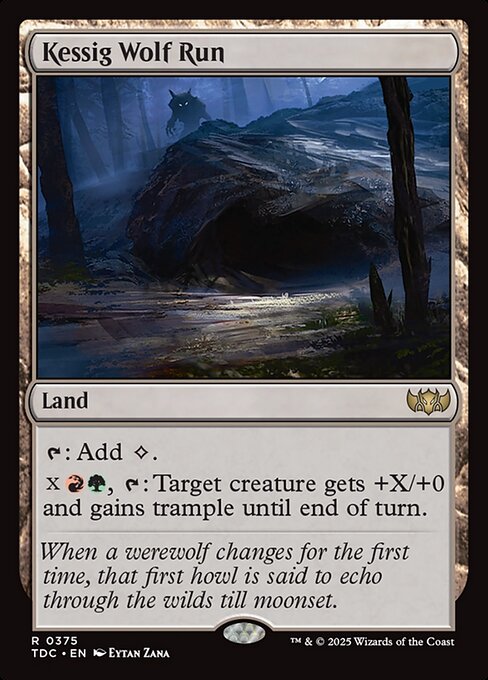 Kessig Wolf Run
Land
: Add .
X , : Target creature gets +X/+0
and gains trample until end of turn.
When a werewolf changes for the first
time, that first howl is said to echo
through the wilds till moonset.
R 0375
TDC • EN Eytan Zana
™ & © 2025 Wizards of the Coast